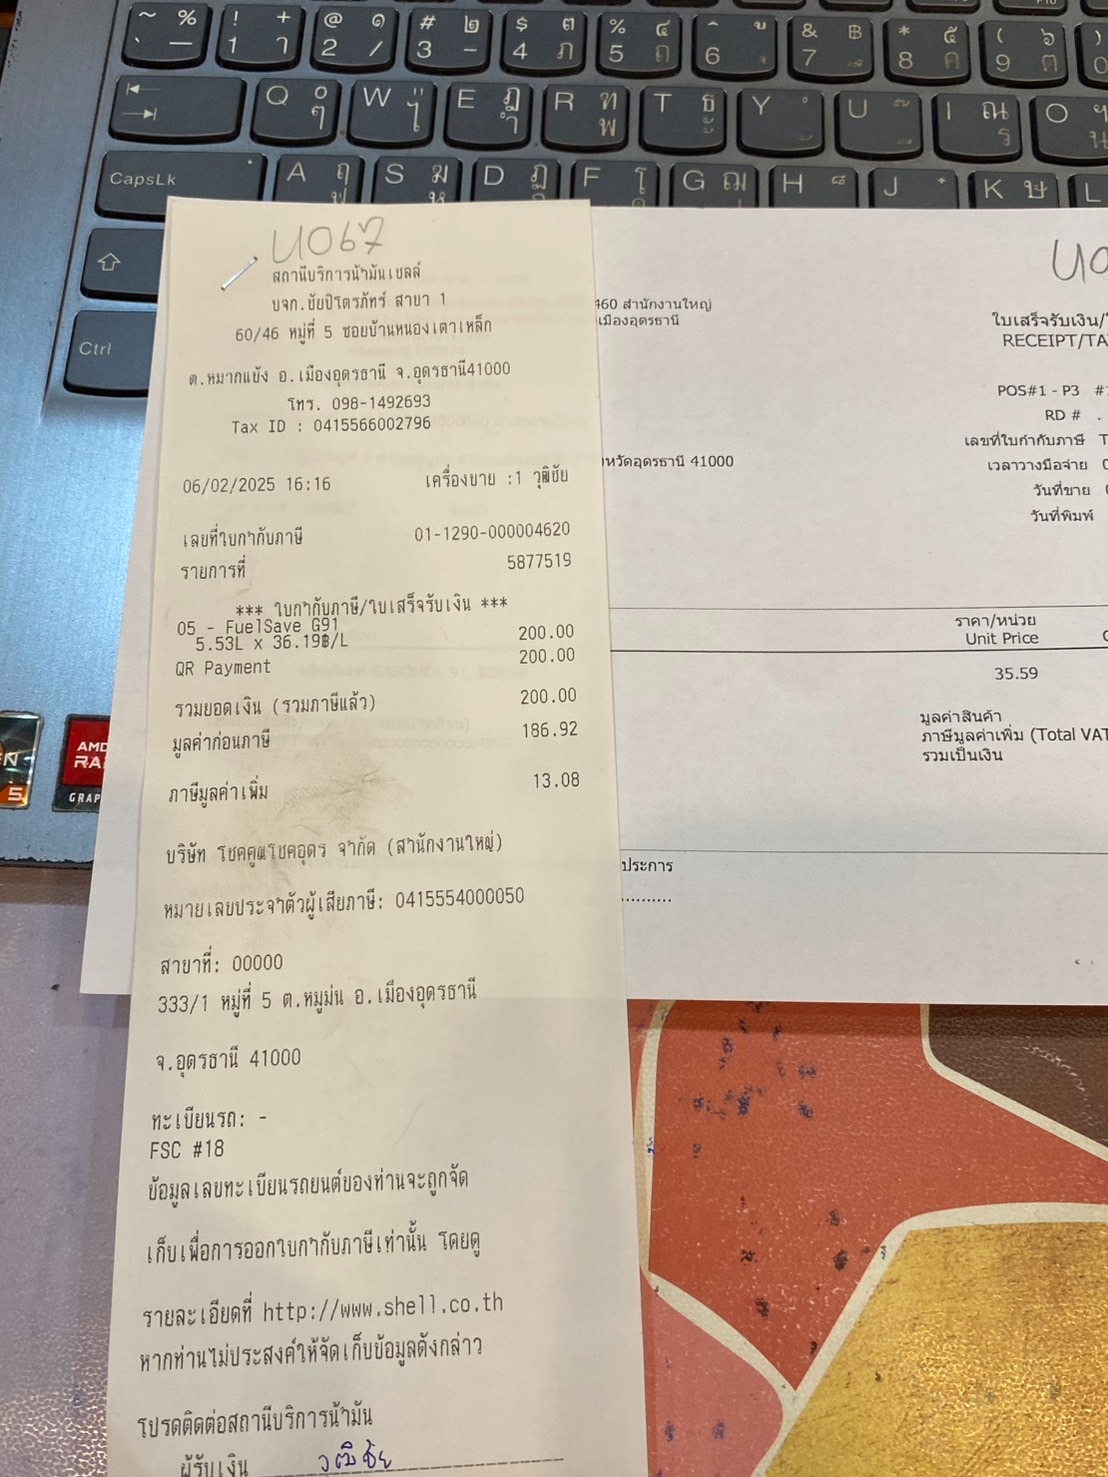 U067
สถานีบริการน้ำมันเชลล์
บจก.ชัยปิโตรภัทร์ สาขา 1
60/46 หมู่ที่ 5 ซอยบ้านหนองเตาเหล็ก
ต.หมากแข้ง อ.เมืองอุดรธานี จ.อุดรธานี41000
โทร. 098-1492693
Tax ID : 0415566002796
06/02/2025 16:16 เครื่องขาย :1 วุฒิชัย
เลขที่ใบกำกับภาษี 01-1290-000004620
รายการที่ 5877519
*** ใบกำกับภาษี/ใบเสร็จรับเงิน ***
05 - FuelSave G91
5.53L x 36.19฿/L 200.00
QR Payment 200.00
รวมยอดเงิน (รวมภาษีแล้ว) 200.00
มูลค่าก่อนภาษี 186.92
ภาษีมูลค่าเพิ่ม 13.08
บริษัท โชคคูณโชคอุดร จำกัด (สำนักงานใหญ่)
หมายเลขประจำตัวผู้เสียภาษี: 0415554000050
สาขาที่: 00000
333/1 หมู่ที่ 5 ต.หมูม่น อ.เมืองอุดรธานี
จ.อุดรธานี 41000
ทะเบียนรถ: -
FSC #18
ข้อมูลเลขทะเบียนรถยนต์ของท่านจะถูกจัด
เก็บเพื่อการออกใบกำกับภาษีเท่านั้น โดยดู
รายละเอียดที่ http://www.shell.co.th
หากท่านไม่ประสงค์ให้จัดเก็บข้อมูลดังกล่าว
โปรดติดต่อสถานีบริการน้ำมัน
ผู้รับเงิน วุฒิชัย
460 สำนักงานใหญ่
เมืองอุดรธานี
ใบเสร็จรับเงิน/
RECEIPT/TA
POS#1 - P3
RD # .
เลขที่ใบกำกับภาษี
เวลาวางมือจ่าย
วันที่ขาย
วันที่พิมพ์
หวัดอุดรธานี 41000
ราคา/หน่วย
Unit Price
35.59
มูลค่าสินค้า
ภาษีมูลค่าเพิ่ม (Total VAT
รวมเป็นเงิน
ประการ
CapsLk
Ctrl
AMD